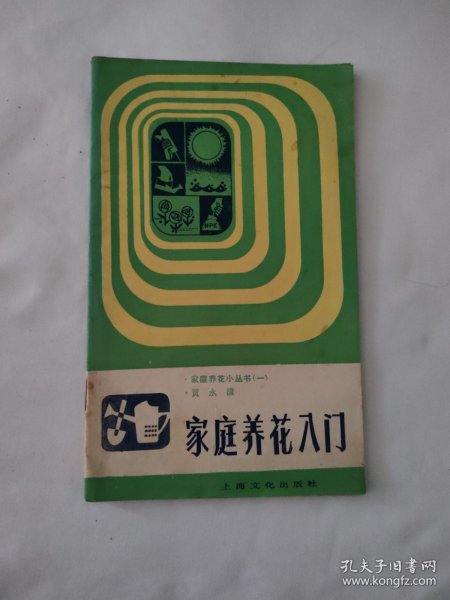 ·家庭养花小丛书(一)
·贾永
家庭养花入门
上海文化出版社
孔夫子旧书网
www.kongfz.com